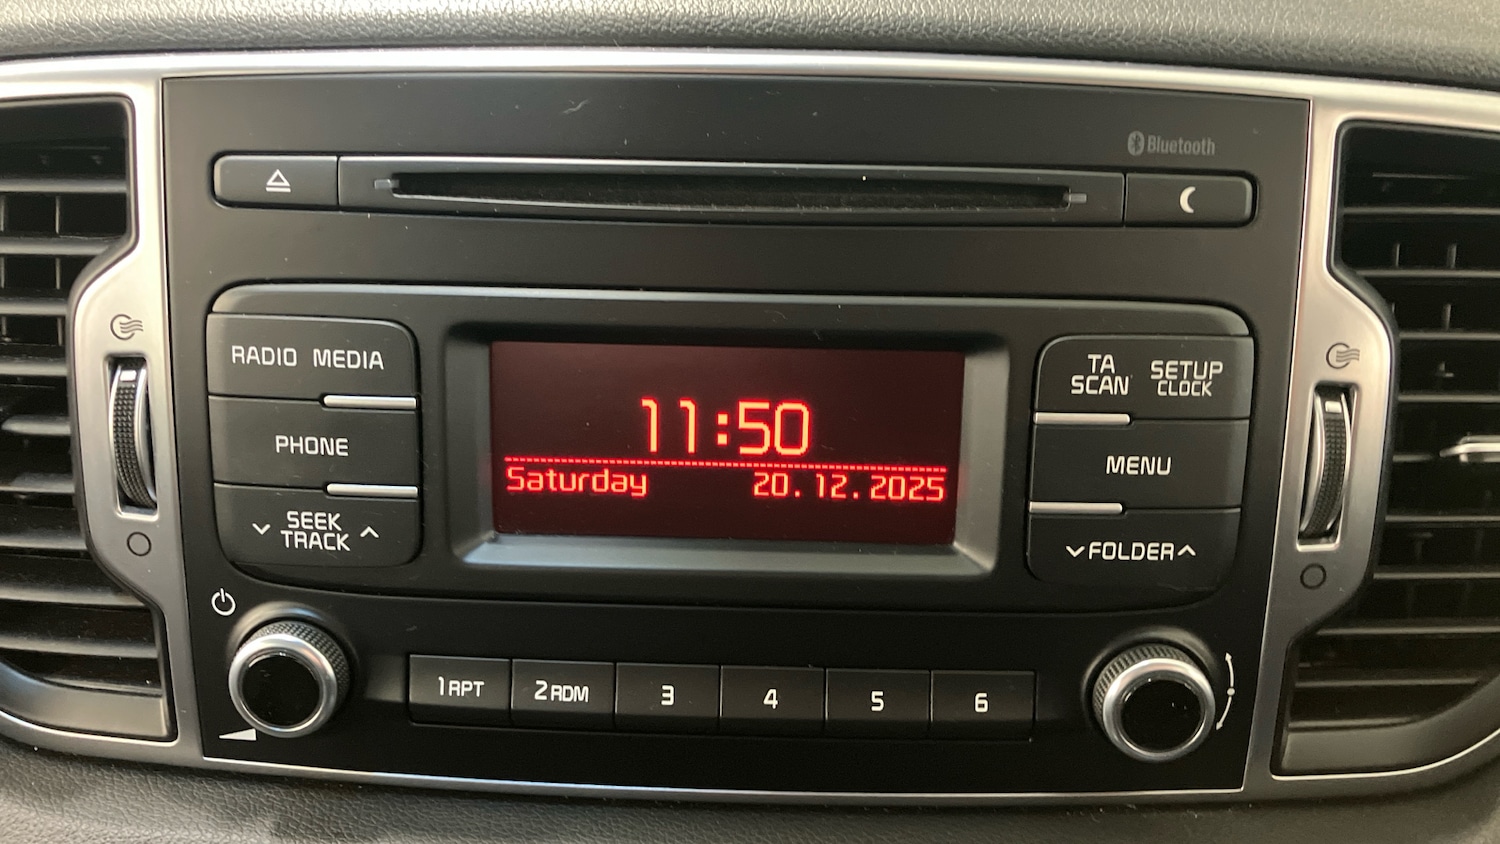 Bluetooth
RADIO MEDIA
PHONE
SEEK
TRACK
11:50
Saturday 20.12.2025
TA
SCAN
SETUP
CLOCK
MENU
FOLDER
1 RPT
2 RDM
3
4
5
6